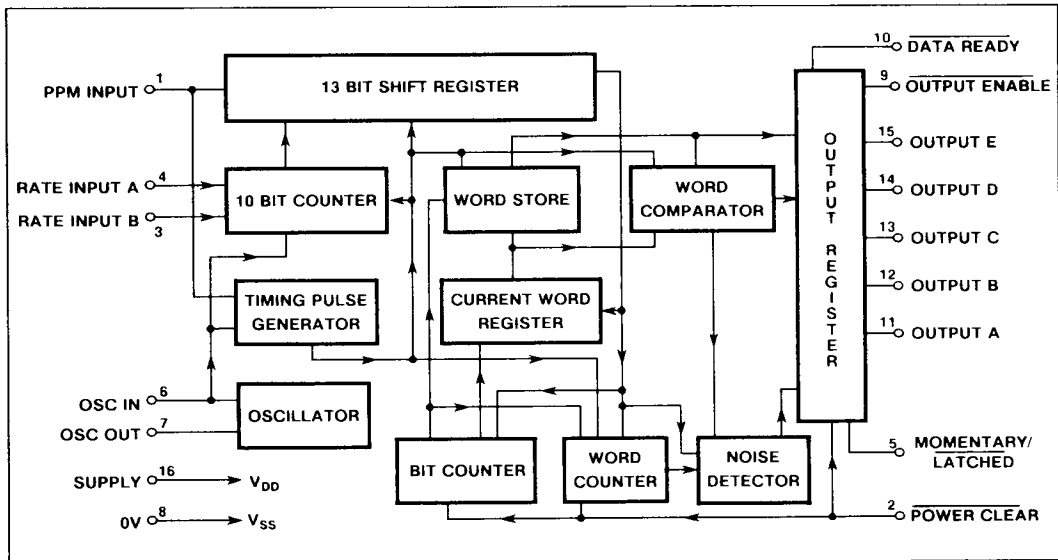 PPM INPUT
1
13 BIT SHIFT REGISTER
10
DATA READY
9
OUTPUT ENABLE
15
OUTPUT E
14
OUTPUT D
13
OUTPUT C
12
OUTPUT B
11
OUTPUT A
OUTPUT REGISTER
RATE INPUT A
4
RATE INPUT B
3
10 BIT COUNTER
WORD STORE
WORD
COMPARATOR
TIMING PULSE
GENERATOR
CURRENT WORD
REGISTER
OSC IN
6
OSC OUT
7
OSCILLATOR
BIT COUNTER
WORD
COUNTER
NOISE
DETECTOR
5
MOMENTARY/
LATCHED
SUPPLY
16
VDD
0V
8
VSS
2
POWER CLEAR